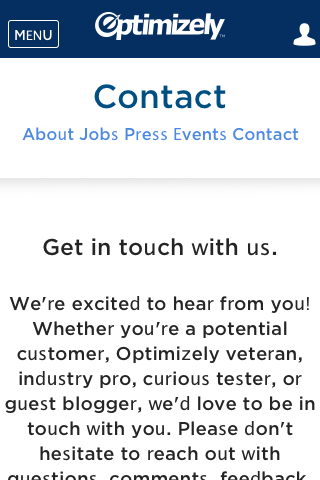 MENU
Optimizely
Contact
About Jobs Press Events Contact
Get in touch with us.
We're excited to hear from you!
Whether you're a potential
customer, Optimizely veteran,
industry pro, curious tester, or
guest blogger, we'd love to be in
touch with you. Please don't
hesitate to reach out with
questions, comments, feedback,